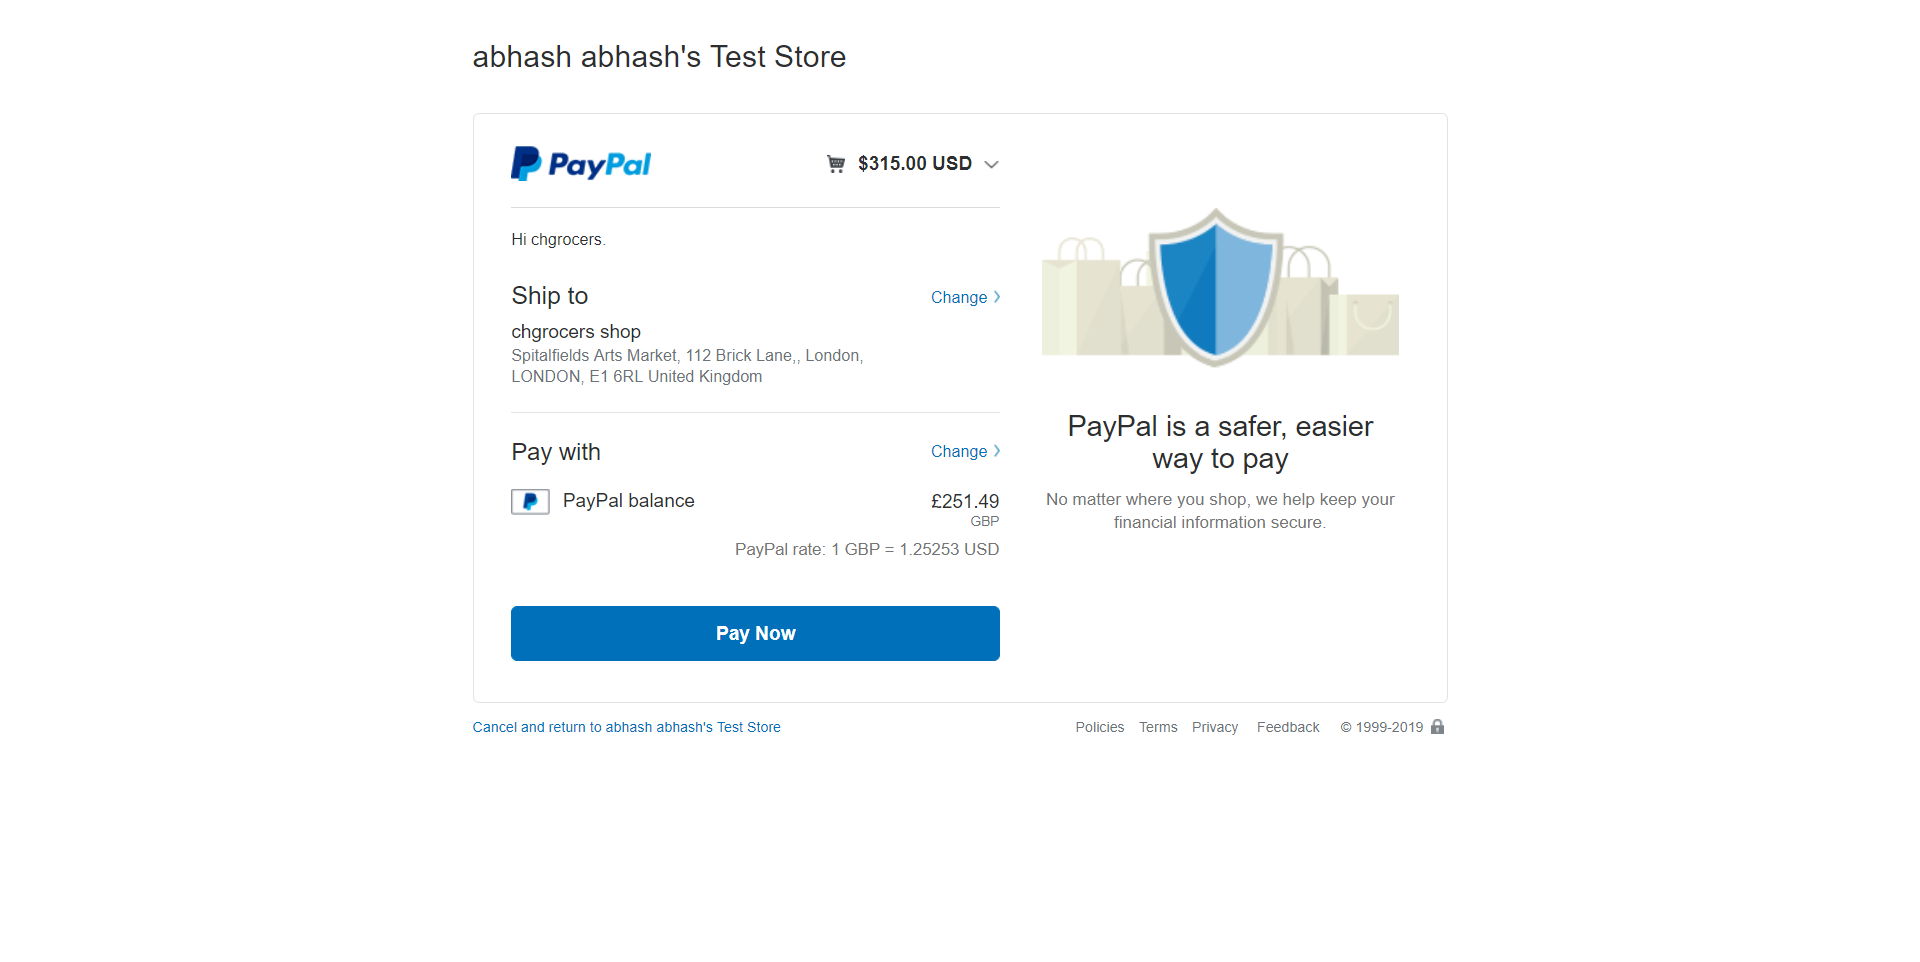 abhash abhash's Test Store
PayPal
$315.00 USD
Hi chgrocers.
Ship to
Change
chgrocers shop
Spitalfields Arts Market, 112 Brick Lane,, London,
LONDON, E1 6RL United Kingdom
Pay with
Change
PayPal balance
£251.49
GBP
PayPal rate: 1 GBP = 1.25253 USD
Pay Now
PayPal is a safer, easier
way to pay
No matter where you shop, we help keep your
financial information secure.
Cancel and return to abhash abhash's Test Store
Policies Terms Privacy Feedback © 1999-2019